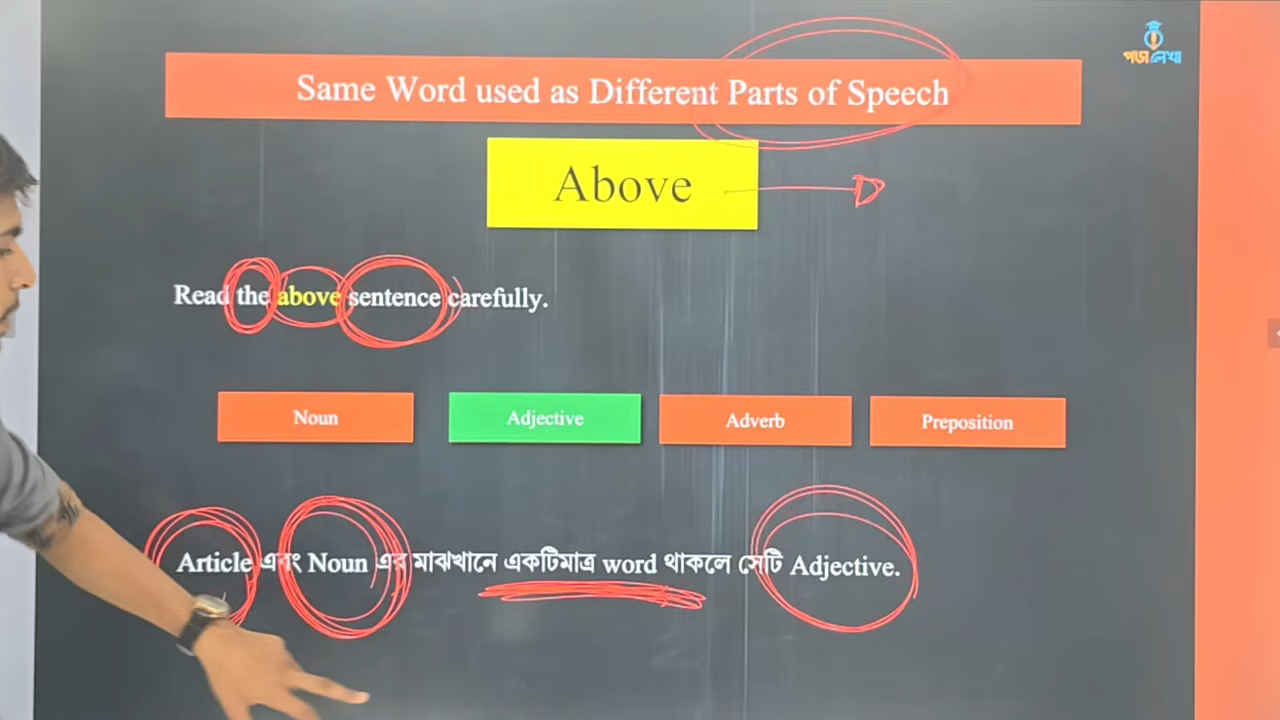 পড়ালেখা
Same Word used as Different Parts of Speech
Above
Read the above sentence carefully.
Noun
Adjective
Adverb
Preposition
Article এবং Noun এর মাঝখানে একটিমাত্র word থাকলে সেটি Adjective.